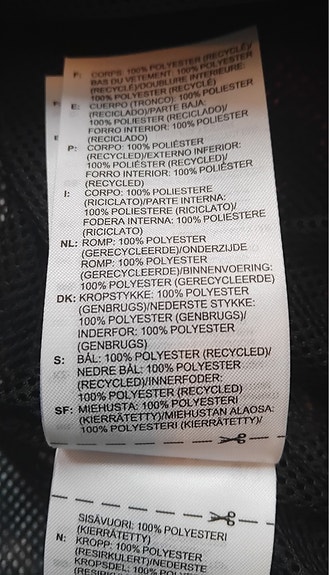 F: CORPS: 100% POLYESTER (RECYCLÉ)/
BAS DU VETEMENT: 100% POLYESTER
(RECYCLÉ)/DOUBLURE INTERIEURE:
100% POLYESTER (RECYCLÉ)
E: CUERPO (TRONCO): 100% POLIESTER
(RECICLADO)/PARTE BAJA:
100% POLIESTER (RECICLADO)/
FORRO INTERIOR: 100% POLIESTER
(RECICLADO)
P: CORPO: 100% POLIÉSTER
(RECYCLED)/EXTERNO INFERIOR:
100% POLIÉSTER (RECYCLED)/
FORRO INTERIOR: 100% POLIÉSTER
(RECYCLED)
I: CORPO: 100% POLIESTERE
(RICICLATO)/PARTE INTERNA:
100% POLIESTERE (RICICLATO)/
FODERA INTERNA: 100% POLIESTERE
(RICICLATO)
NL: ROMP: 100% POLYESTER
(GERECYCLEERDE)/ONDERZIJDE
ROMP: 100% POLYESTER
(GERECYCLEERDE)/BINNENVOERING:
100% POLYESTER (GERECYCLEERDE)
DK: KROPSTYKKE: 100% POLYESTER
(GENBRUGS)/NEDERSTE STYKKE:
100% POLYESTER (GENBRUGS)/
INDERFOR: 100% POLYESTER
(GENBRUGS)
S: BÅL: 100% POLYESTER (RECYCLED)/
NEDRE BÅL: 100% POLYESTER
(RECYCLED)/INNERFODER:
100% POLYESTER (RECYCLED)
SF: MIEHUSTA: 100% POLYESTERI
(KIERRÄTETTY)/MIEHUSTAN ALAOSA:
100% POLYESTERI (KIERRÄTETTY)/
SISÄVUORI: 100% POLYESTERI
(KIERRÄTETTY)
N: KROPP: 100% POLYESTER
(RESIRKULERT)/NEDERSTE
KROPSDEL: 100% POLYESTER